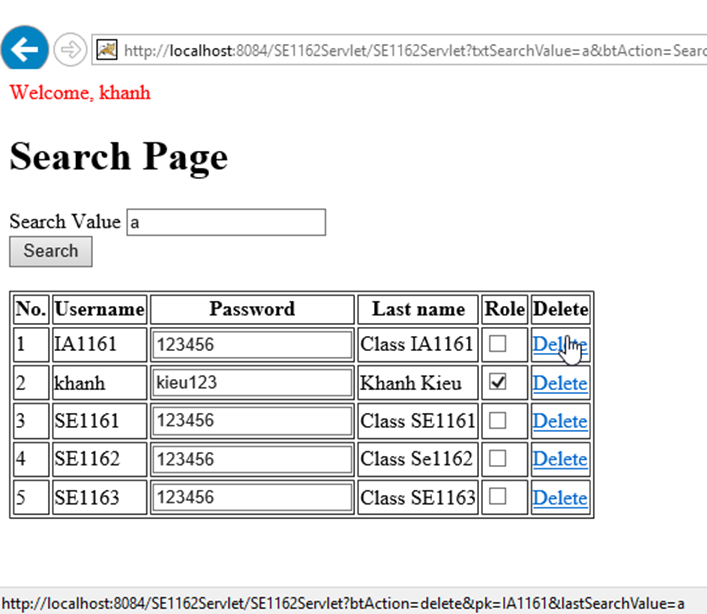 http://localhost:8084/SE1162Servlet/SE1162Servlet?txtSearchValue=a&btAction=Searc
Welcome, khanh
Search Page
Search Value a
Search
No. Username Password Last name Role Delete
1 IA1161 123456 Class IA1161 Delete
2 khanh kieu123 Khanh Kieu Delete
3 SE1161 123456 Class SE1161 Delete
4 SE1162 123456 Class Se1162 Delete
5 SE1163 123456 Class SE1163 Delete
http://localhost:8084/SE1162Servlet/SE1162Servlet?btAction=delete&pk=IA1161&lastSearchValue=a